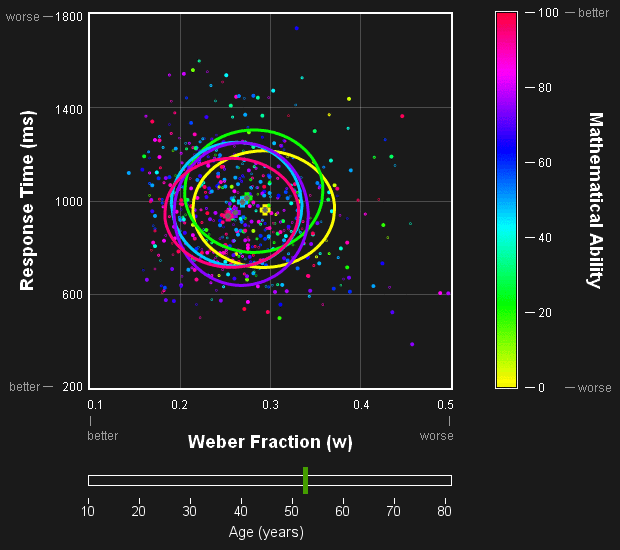 worse
1800
1400
1000
600
200
better
Response Time (ms)
0.1
0.2
0.3
0.4
0.5
better
worse
Weber Fraction (w)
10
20
30
40
50
60
70
80
Age (years)
100
better
80
60
40
20
0
worse
Mathematical Ability